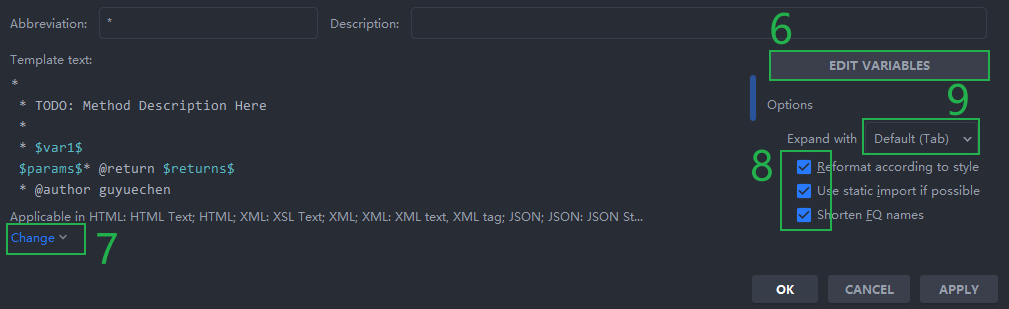 Abbreviation: * Description:
6
Template text:
EDIT VARIABLES
*
* TODO: Method Description Here
*
* $var1$
$params$* @return $returns$
* @author guyuechen
Options
9
Expand with Default (Tab)
8
Reformat according to style
Use static import if possible
Shorten FQ names
Applicable in HTML: HTML Text; HTML; XML: XSL Text; XML; XML: XML text, XML tag; JSON; JSON: JSON St...
Change
7
OK CANCEL APPLY